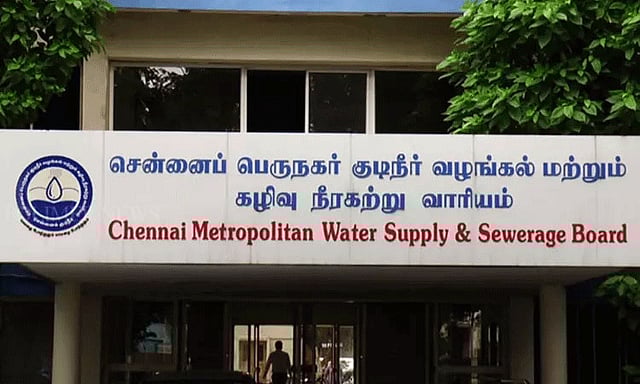 சென்னைப் பெருநகர் குடிநீர் வழங்கல் மற்றும்
கழிவு நீரகற்று வாரியம்
Chennai Metropolitan Water Supply & Sewerage Board